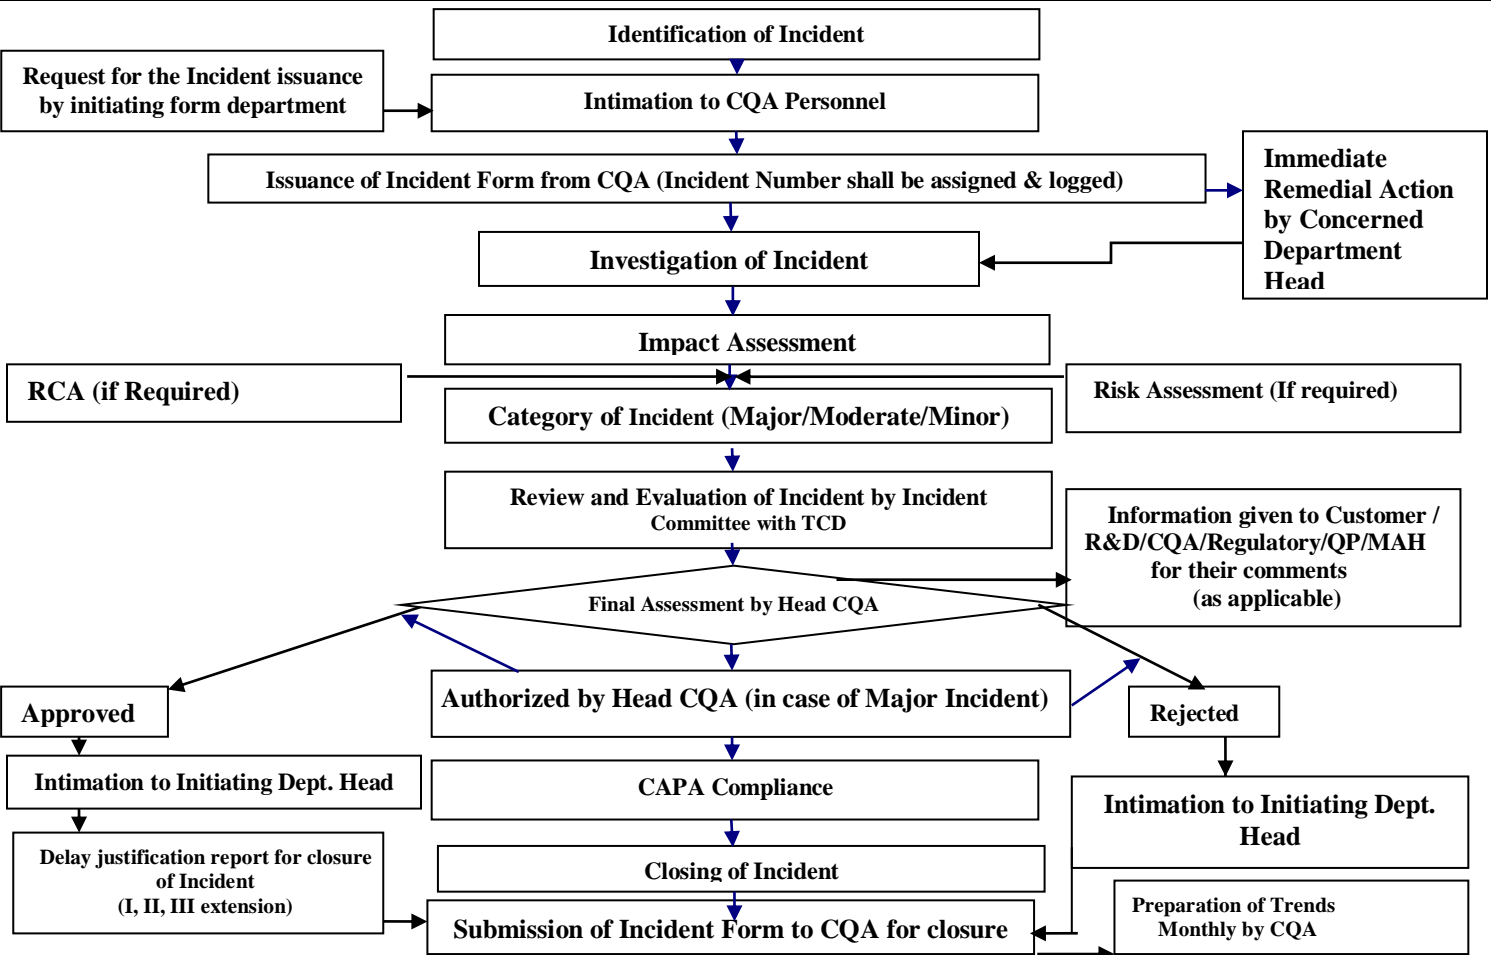 Identification of Incident
Request for the Incident issuance
by initiating form department
Intimation to CQA Personnel
Issuance of Incident Form from CQA (Incident Number shall be assigned & logged)
Immediate
Remedial Action
by Concerned
Department
Head
Investigation of Incident
Impact Assessment
RCA (if Required)
Risk Assessment (If required)
Category of Incident (Major/Moderate/Minor)
Review and Evaluation of Incident by Incident
Committee with TCD
Information given to Customer /
R&D/CQA/Regulatory/QP/MAH
for their comments
(as applicable)
Final Assessment by Head CQA
Authorized by Head CQA (in case of Major Incident)
Approved
Rejected
Intimation to Initiating Dept. Head
CAPA Compliance
Intimation to Initiating Dept.
Head
Delay justification report for closure
of Incident
(I, II, III extension)
Closing of Incident
Submission of Incident Form to CQA for closure
Preparation of Trends
Monthly by CQA